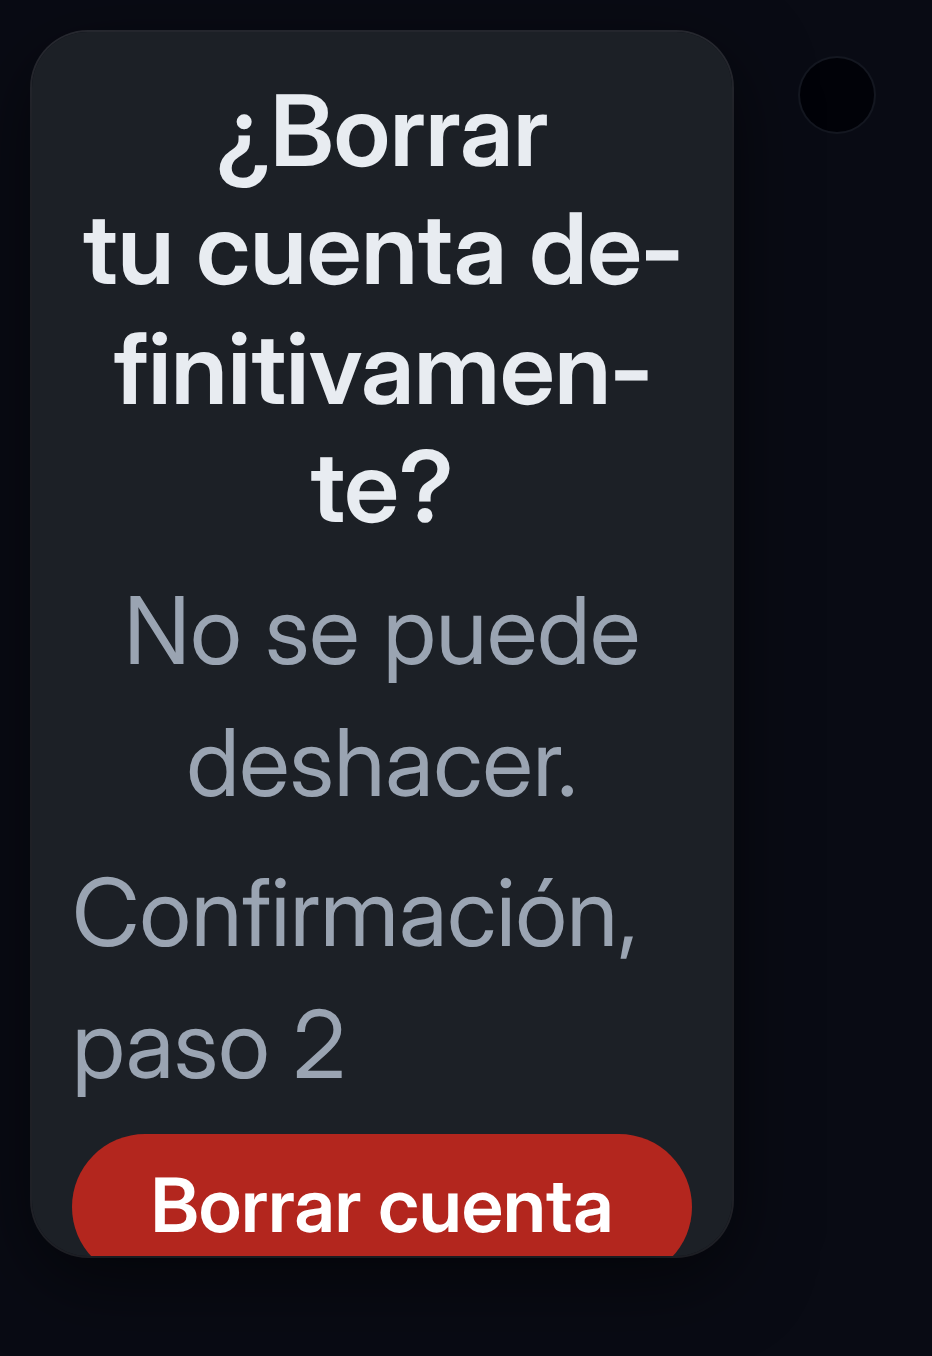 ¿Borrar
tu cuenta de-
finitivamen-
te?
No se puede
deshacer.
Confirmación,
paso 2
Borrar cuenta